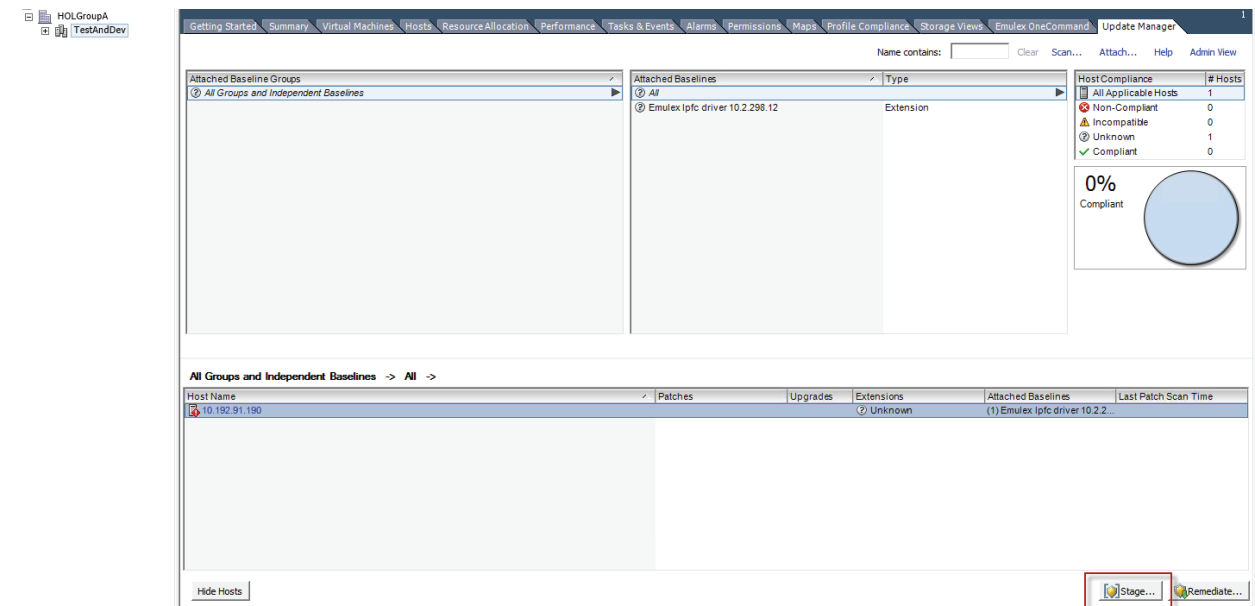 HOLGroupA
TestAndDev
Getting Started Summary Virtual Machines Hosts Resource Allocation Performance Tasks & Events Alarms Permissions Maps Profile Compliance Storage Views Emulex OneCommand Update Manager
1
Name contains: Clear Scan... Attach... Help Admin View
Attached Baseline Groups
All Groups and Independent Baselines
Attached Baselines Type
All
Emulex lpfc driver 10.2.298.12 Extension
Host Compliance # Hosts
All Applicable Hosts 1
Non-Compliant 0
Incompatible 0
Unknown 1
Compliant 0
0%
Compliant
All Groups and Independent Baselines -> All ->
Host Name Patches Upgrades Extensions Attached Baselines Last Patch Scan Time
10.192.91.190 Unknown (1) Emulex lpfc driver 10.2.2...
Hide Hosts Stage... Remediate...